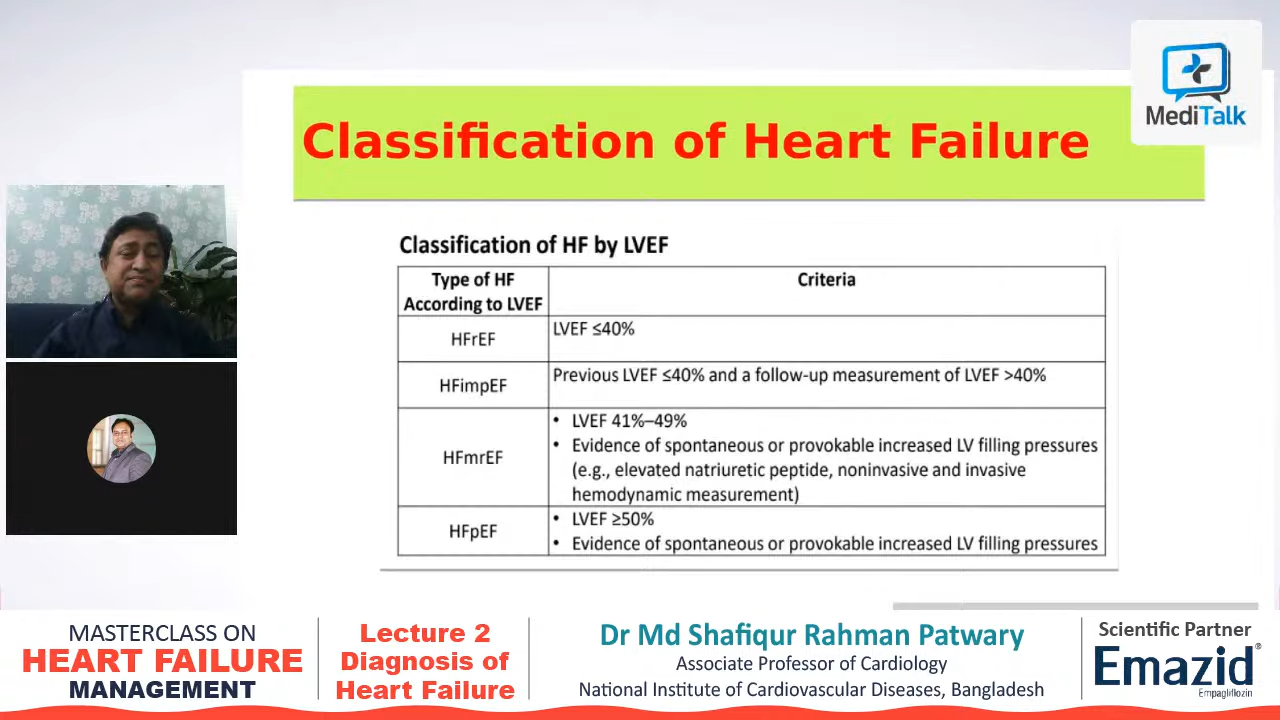 MediTalk
Classification of Heart Failure
Classification of HF by LVEF
Type of HF
According to LVEF
Criteria
HFrEF
LVEF ≤40%
HFimpEF
Previous LVEF ≤40% and a follow-up measurement of LVEF >40%
HFmrEF
• LVEF 41%–49%
• Evidence of spontaneous or provokable increased LV filling pressures
(e.g., elevated natriuretic peptide, noninvasive and invasive
hemodynamic measurement)
HFpEF
• LVEF ≥50%
• Evidence of spontaneous or provokable increased LV filling pressures
MASTERCLASS ON
HEART FAILURE
MANAGEMENT
Lecture 2
Diagnosis of
Heart Failure
Dr Md Shafiqur Rahman Patwary
Associate Professor of Cardiology
National Institute of Cardiovascular Diseases, Bangladesh
Scientific Partner
Emazid®
Empagliflozin